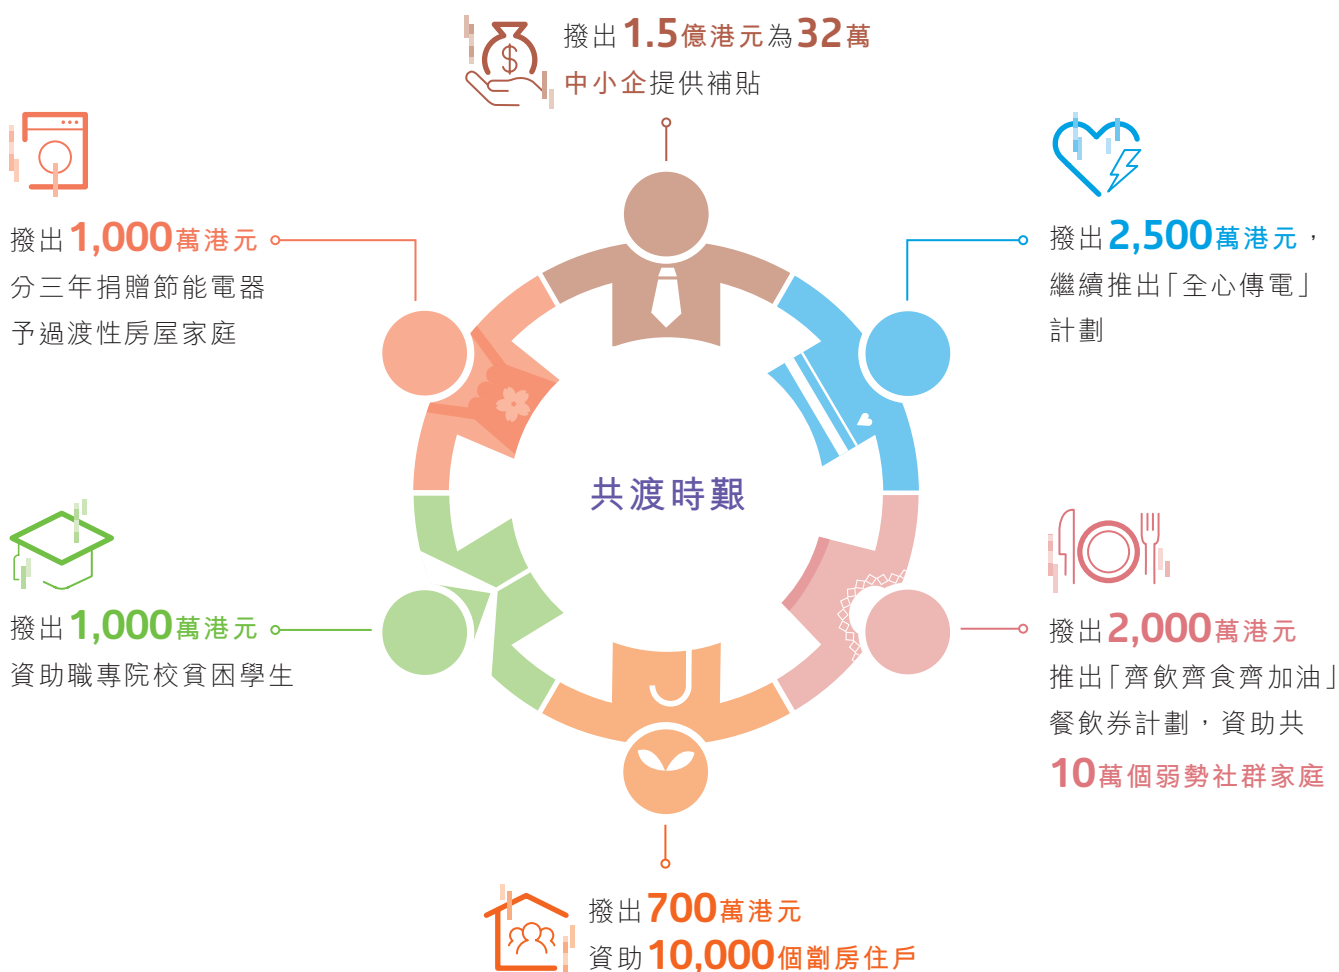 撥出1.5億港元為32萬
中小企提供補貼
撥出1,000萬港元
分三年捐贈節能電器
予過渡性房屋家庭
撥出2,500萬港元，
繼續推出「全心傳電」
計劃
共渡時艱
撥出1,000萬港元
資助職專院校貧困學生
撥出2,000萬港元
推出「齊飲齊食齊加油」
餐飲券計劃，資助共
10萬個弱勢社群家庭
撥出700萬港元
資助10,000個劏房住戶